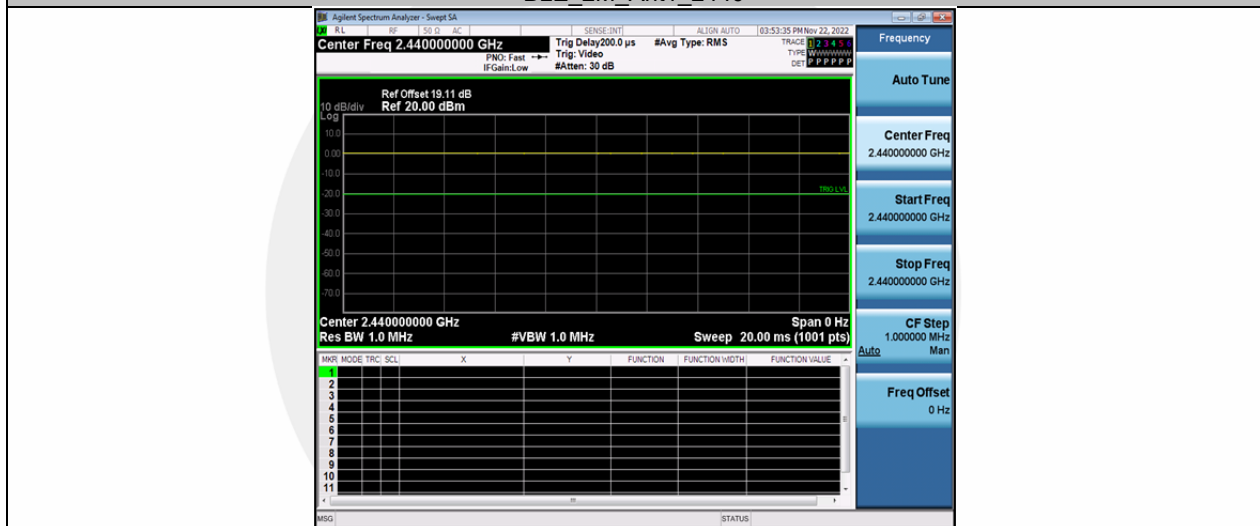 Agilent Spectrum Analyzer - Swept SA
RL RF 50 Ω AC SENSE:INT ALIGN AUTO 03:53:35 PM Nov 22, 2022
Center Freq 2.440000000 GHz Trig Delay200.0 µs #Avg Type: RMS TRACE 1 2 3 4 5 6
PNO: Fast Trig: Video TYPE
IFGain:Low #Atten: 30 dB DET P P P P P P
Ref Offset 19.11 dB
10 dB/div Ref 20.00 dBm
Log
10.0
0.00
-10.0
-20.0 TRIG LVL
-30.0
-40.0
-50.0
-60.0
-70.0
Center 2.440000000 GHz Span 0 Hz
Res BW 1.0 MHz #VBW 1.0 MHz Sweep 20.00 ms (1001 pts)
MKR MODE TRC SCL X Y FUNCTION FUNCTION WIDTH FUNCTION VALUE
1
2
3
4
5
6
7
8
9
10
11
MSG STATUS
Frequency
Auto Tune
Center Freq
2.440000000 GHz
Start Freq
2.440000000 GHz
Stop Freq
2.440000000 GHz
CF Step
1.000000 MHz
Auto Man
Freq Offset
0 Hz